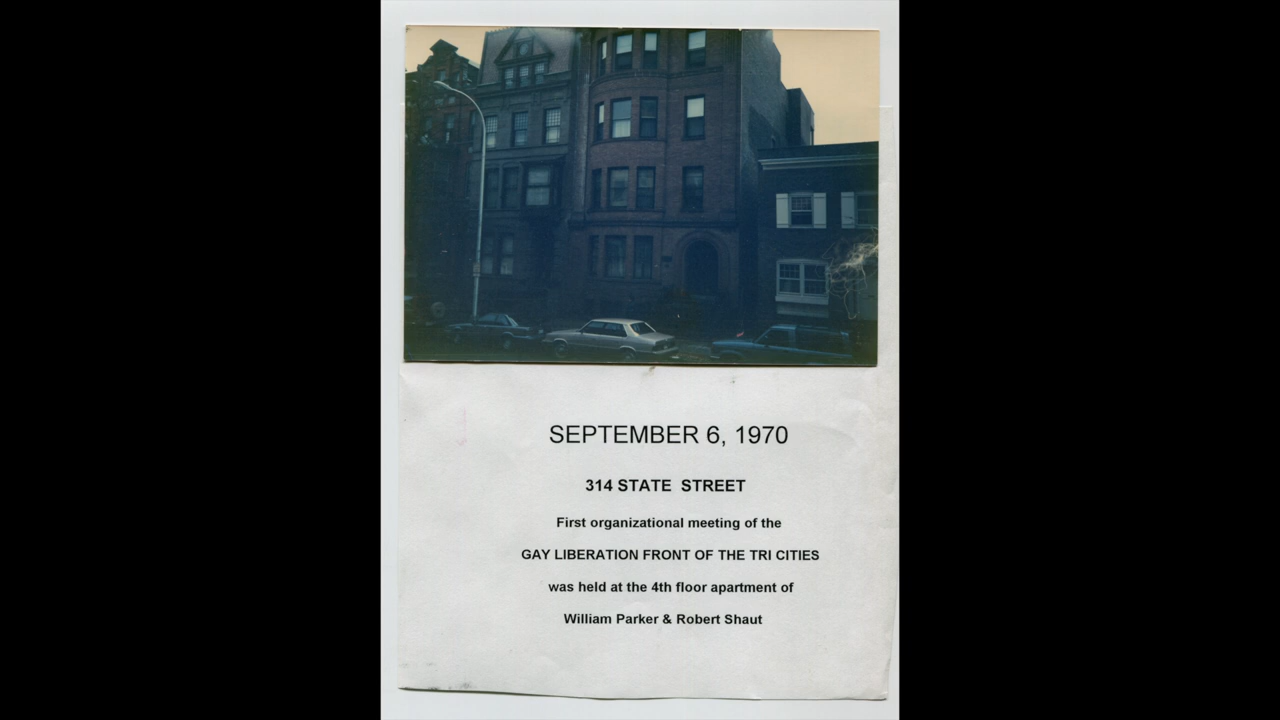 SEPTEMBER 6, 1970
314 STATE STREET
First organizational meeting of the
GAY LIBERATION FRONT OF THE TRI CITIES
was held at the 4th floor apartment of
William Parker & Robert Shaut